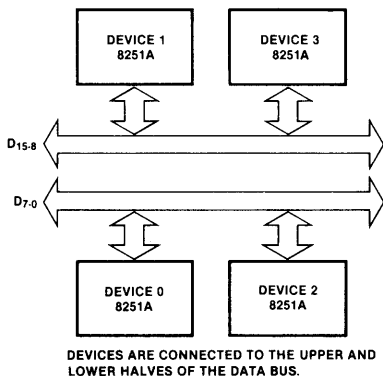 DEVICE 1
8251A
DEVICE 3
8251A
D15-8
D7-0
DEVICE 0
8251A
DEVICE 2
8251A
DEVICES ARE CONNECTED TO THE UPPER AND
LOWER HALVES OF THE DATA BUS.